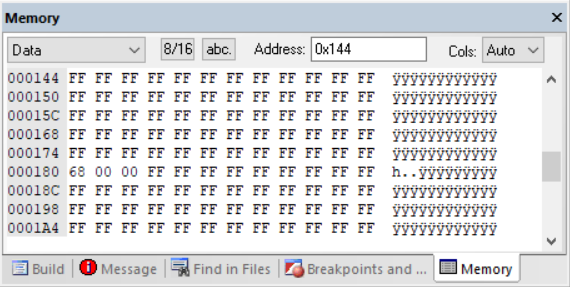 Memory
Data 8/16 abc. Address: 0x144 Cols: Auto
000144 FF FF FF FF FF FF FF FF FF FF FF FF ÿÿÿÿÿÿÿÿÿÿÿÿ
000150 FF FF FF FF FF FF FF FF FF FF FF FF ÿÿÿÿÿÿÿÿÿÿÿÿ
00015C FF FF FF FF FF FF FF FF FF FF FF FF ÿÿÿÿÿÿÿÿÿÿÿÿ
000168 FF FF FF FF FF FF FF FF FF FF FF FF ÿÿÿÿÿÿÿÿÿÿÿÿ
000174 FF FF FF FF FF FF FF FF FF FF FF FF ÿÿÿÿÿÿÿÿÿÿÿÿ
000180 68 00 00 FF FF FF FF FF FF FF FF FF h..ÿÿÿÿÿÿÿÿÿ
00018C FF FF FF FF FF FF FF FF FF FF FF FF ÿÿÿÿÿÿÿÿÿÿÿÿ
000198 FF FF FF FF FF FF FF FF FF FF FF FF ÿÿÿÿÿÿÿÿÿÿÿÿ
0001A4 FF FF FF FF FF FF FF FF FF FF FF FF ÿÿÿÿÿÿÿÿÿÿÿÿ
Build Message Find in Files Breakpoints and ... Memory